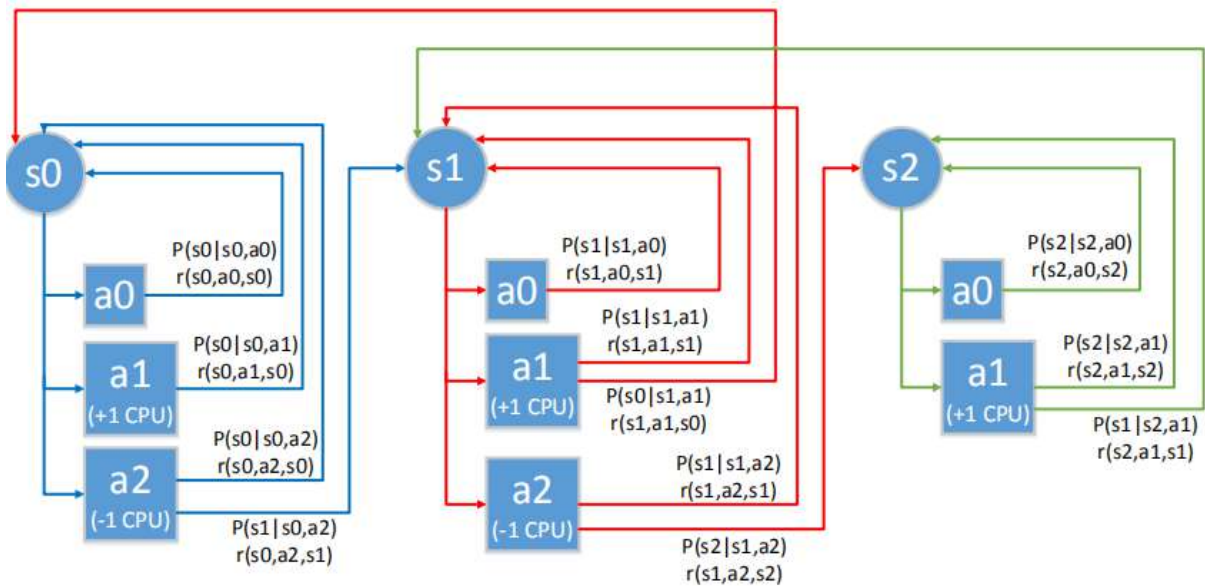 s0
s1
s2
P(s0|s0,a0)
r(s0,a0,s0)
a0
P(s0|s0,a1)
r(s0,a1,s0)
a1
(+1 CPU)
P(s0|s0,a2)
r(s0,a2,s0)
a2
(-1 CPU)
P(s1|s0,a2)
r(s0,a2,s1)
P(s1|s1,a0)
r(s1,a0,s1)
a0
P(s1|s1,a1)
r(s1,a1,s1)
a1
(+1 CPU)
P(s0|s1,a1)
r(s1,a1,s0)
P(s1|s1,a2)
r(s1,a2,s1)
a2
(-1 CPU)
P(s2|s1,a2)
r(s1,a2,s2)
P(s2|s2,a0)
r(s2,a0,s2)
a0
P(s2|s2,a1)
r(s2,a1,s2)
a1
(+1 CPU)
P(s1|s2,a1)
r(s2,a1,s1)